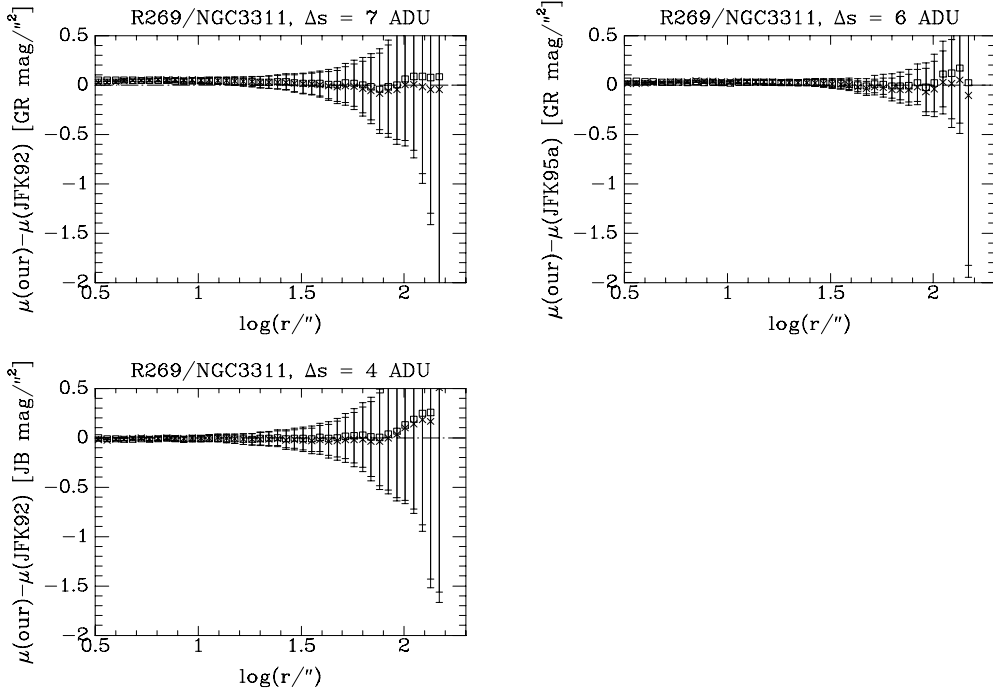 R269/NGC3311, Δs = 7 ADU
μ(our)−μ(JFK92) [GR mag/″²]
0.5
0
−0.5
−1
−1.5
−2
0.5 1 1.5 2
log(r/″)
R269/NGC3311, Δs = 6 ADU
μ(our)−μ(JFK95a) [GR mag/″²]
0.5
0
−0.5
−1
−1.5
−2
0.5 1 1.5 2
log(r/″)
R269/NGC3311, Δs = 4 ADU
μ(our)−μ(JFK92) [JB mag/″²]
0.5
0
−0.5
−1
−1.5
−2
0.5 1 1.5 2
log(r/″)